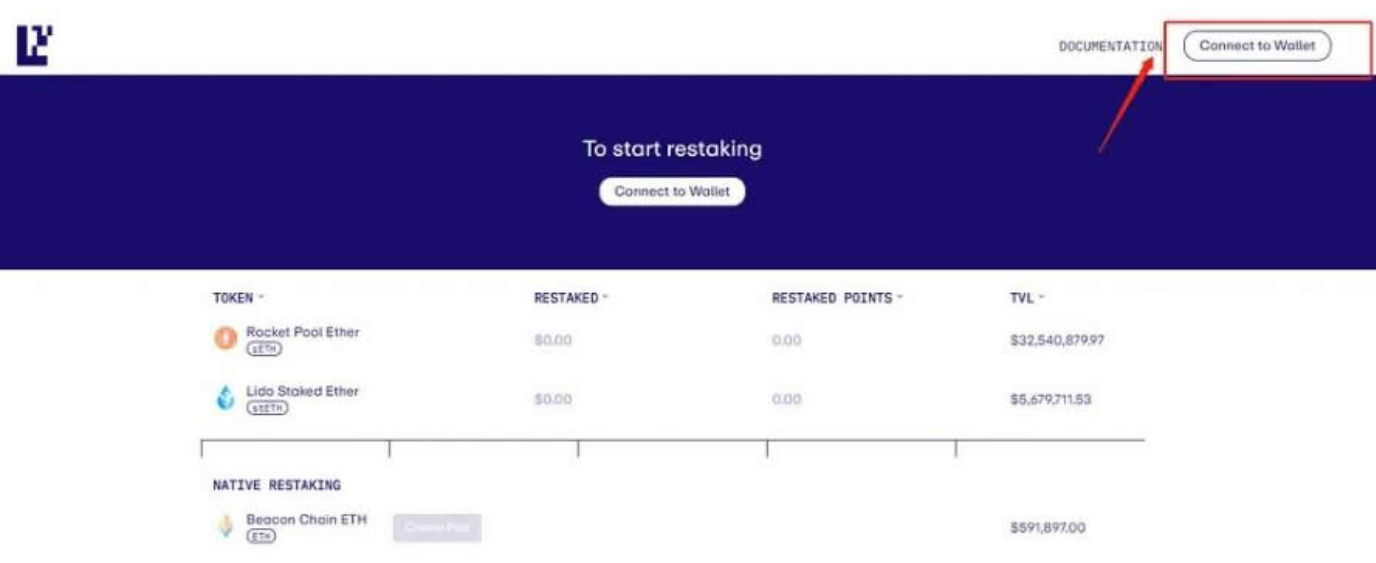 DOCUMENTATION
Connect to Wallet
To start restaking
Connect to Wallet
TOKEN RESTAKED RESTAKED POINTS TVL
Rocket Pool Ether
rETH
$0.00 0.00 $32,540,879.97
Lido Staked Ether
stETH
$0.00 0.00 $5,679,711.53
NATIVE RESTAKING
Beacon Chain ETH
ETH
Create Pod
$591,897.00